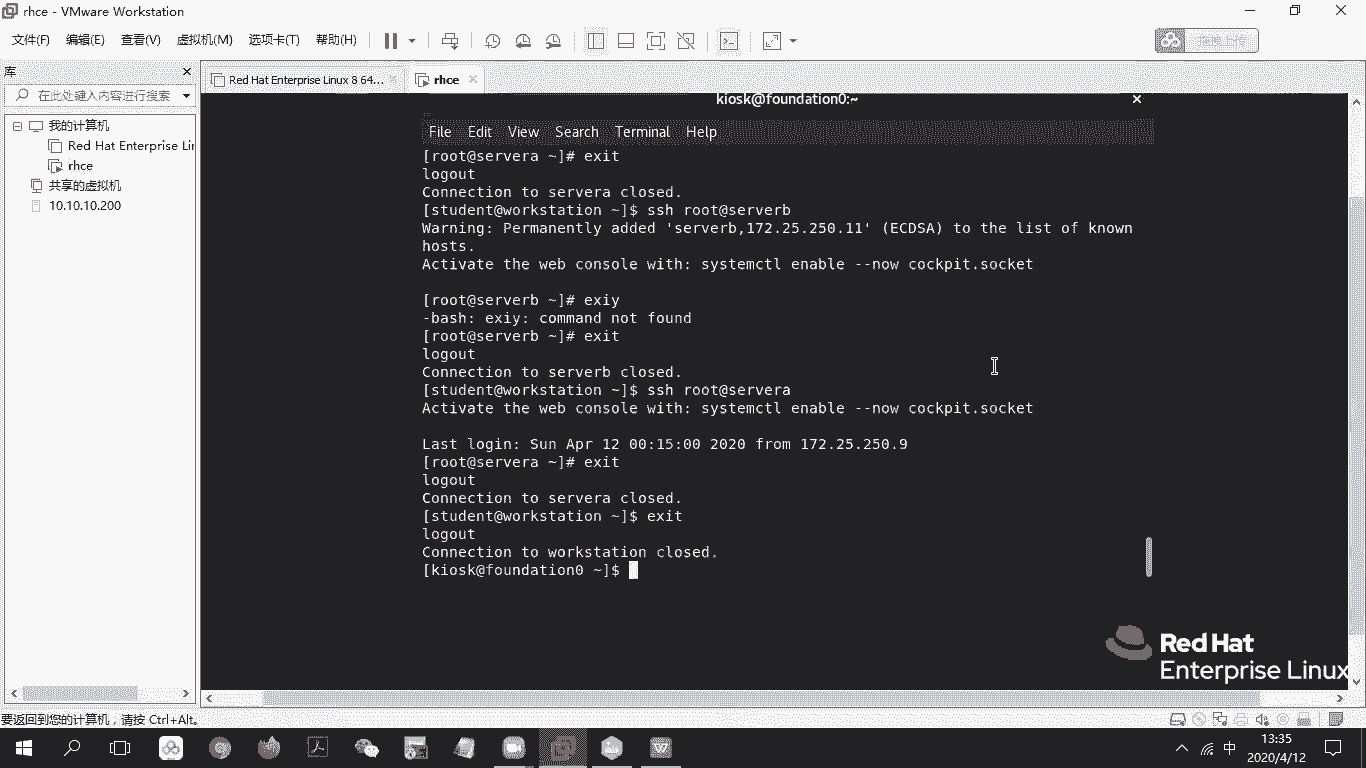 rhce - VMware Workstation
文件(F) 编辑(E) 查看(V) 虚拟机(M) 选项卡(T) 帮助(H)
拖拽上传
库
在此处键入内容进行搜索
我的计算机
Red Hat Enterprise Lir
rhce
共享的虚拟机
10.10.10.200
Red Hat Enterprise Linux 8 64...
rhce
kiosk@foundation0:~
File Edit View Search Terminal Help
[root@servera ~]# exit
logout
Connection to servera closed.
[student@workstation ~]$ ssh root@serverb
Warning: Permanently added 'serverb,172.25.250.11' (ECDSA) to the list of known
hosts.
Activate the web console with: systemctl enable --now cockpit.socket
[root@serverb ~]# exiy
-bash: exiy: command not found
[root@serverb ~]# exit
logout
Connection to serverb closed.
[student@workstation ~]$ ssh root@servera
Activate the web console with: systemctl enable --now cockpit.socket
Last login: Sun Apr 12 00:15:00 2020 from 172.25.250.9
[root@servera ~]# exit
logout
Connection to servera closed.
[student@workstation ~]$ exit
logout
Connection to workstation closed.
[kiosk@foundation0 ~]$
Red Hat
Enterprise Linux
要返回到您的计算机，请按 Ctrl+Alt。
中
13:35
2020/4/12